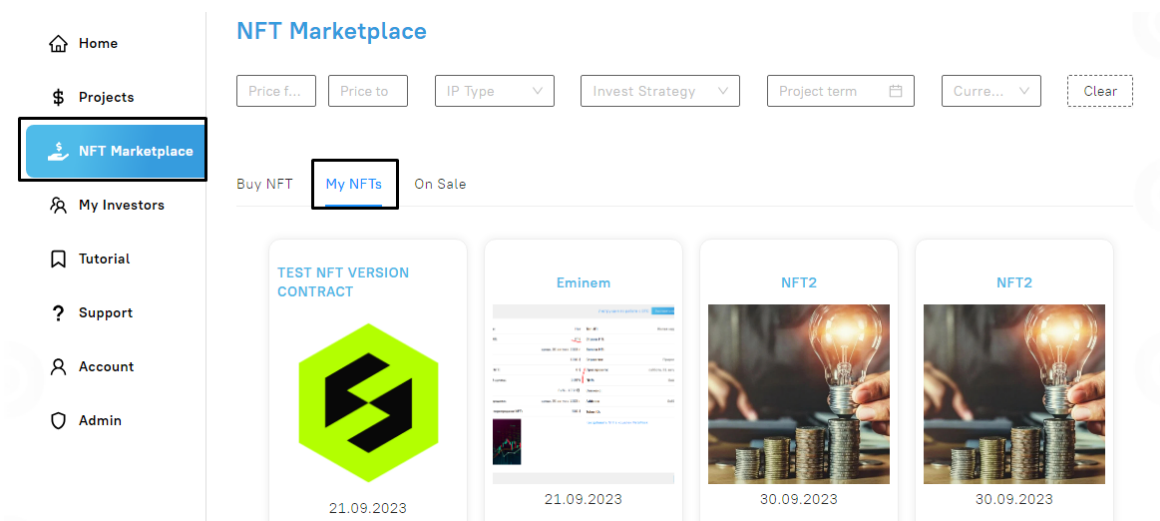 NFT Marketplace
Home
Projects
NFT Marketplace
My Investors
Tutorial
Support
Account
Admin
Price f...
Price to
IP Type
Invest Strategy
Project term
Curre...
Clear
Buy NFT
My NFTs
On Sale
TEST NFT VERSION
CONTRACT
21.09.2023
Eminem
21.09.2023
NFT2
30.09.2023
NFT2
30.09.2023